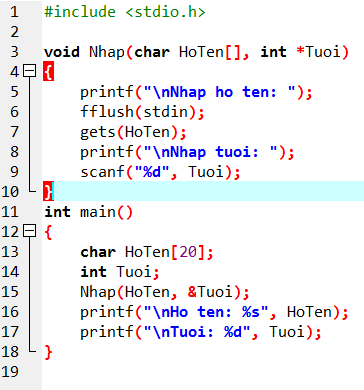 1 #include <stdio.h>
2
3 void Nhap(char HoTen[], int *Tuoi)
4 {
5     printf("\nNhap ho ten: ");
6     fflush(stdin);
7     gets(HoTen);
8     printf("\nNhap tuoi: ");
9     scanf("%d", Tuoi);
10 }
11 int main()
12 {
13     char HoTen[20];
14     int Tuoi;
15     Nhap(HoTen, &Tuoi);
16     printf("\nHo ten: %s", HoTen);
17     printf("\nTuoi: %d", Tuoi);
18 }
19